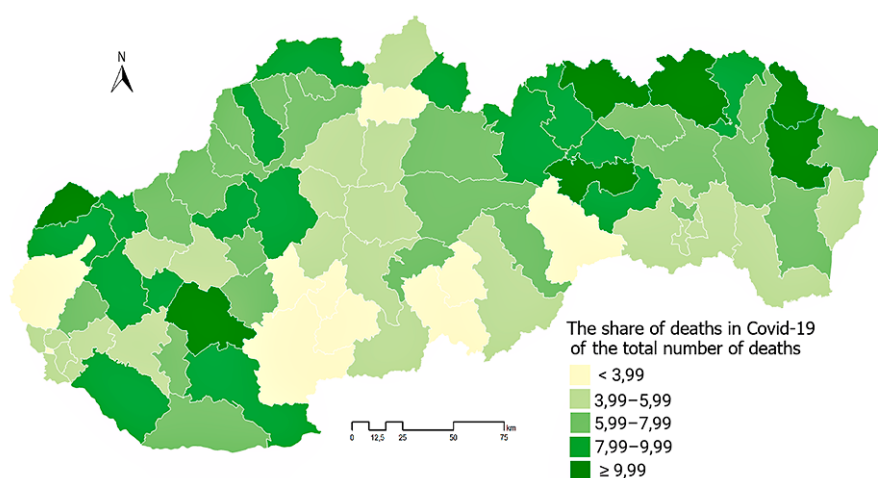 N
The share of deaths in Covid-19
of the total number of deaths
< 3,99
3,99–5,99
5,99–7,99
7,99–9,99
≥ 9,99
km
0 12,5 25 50 75